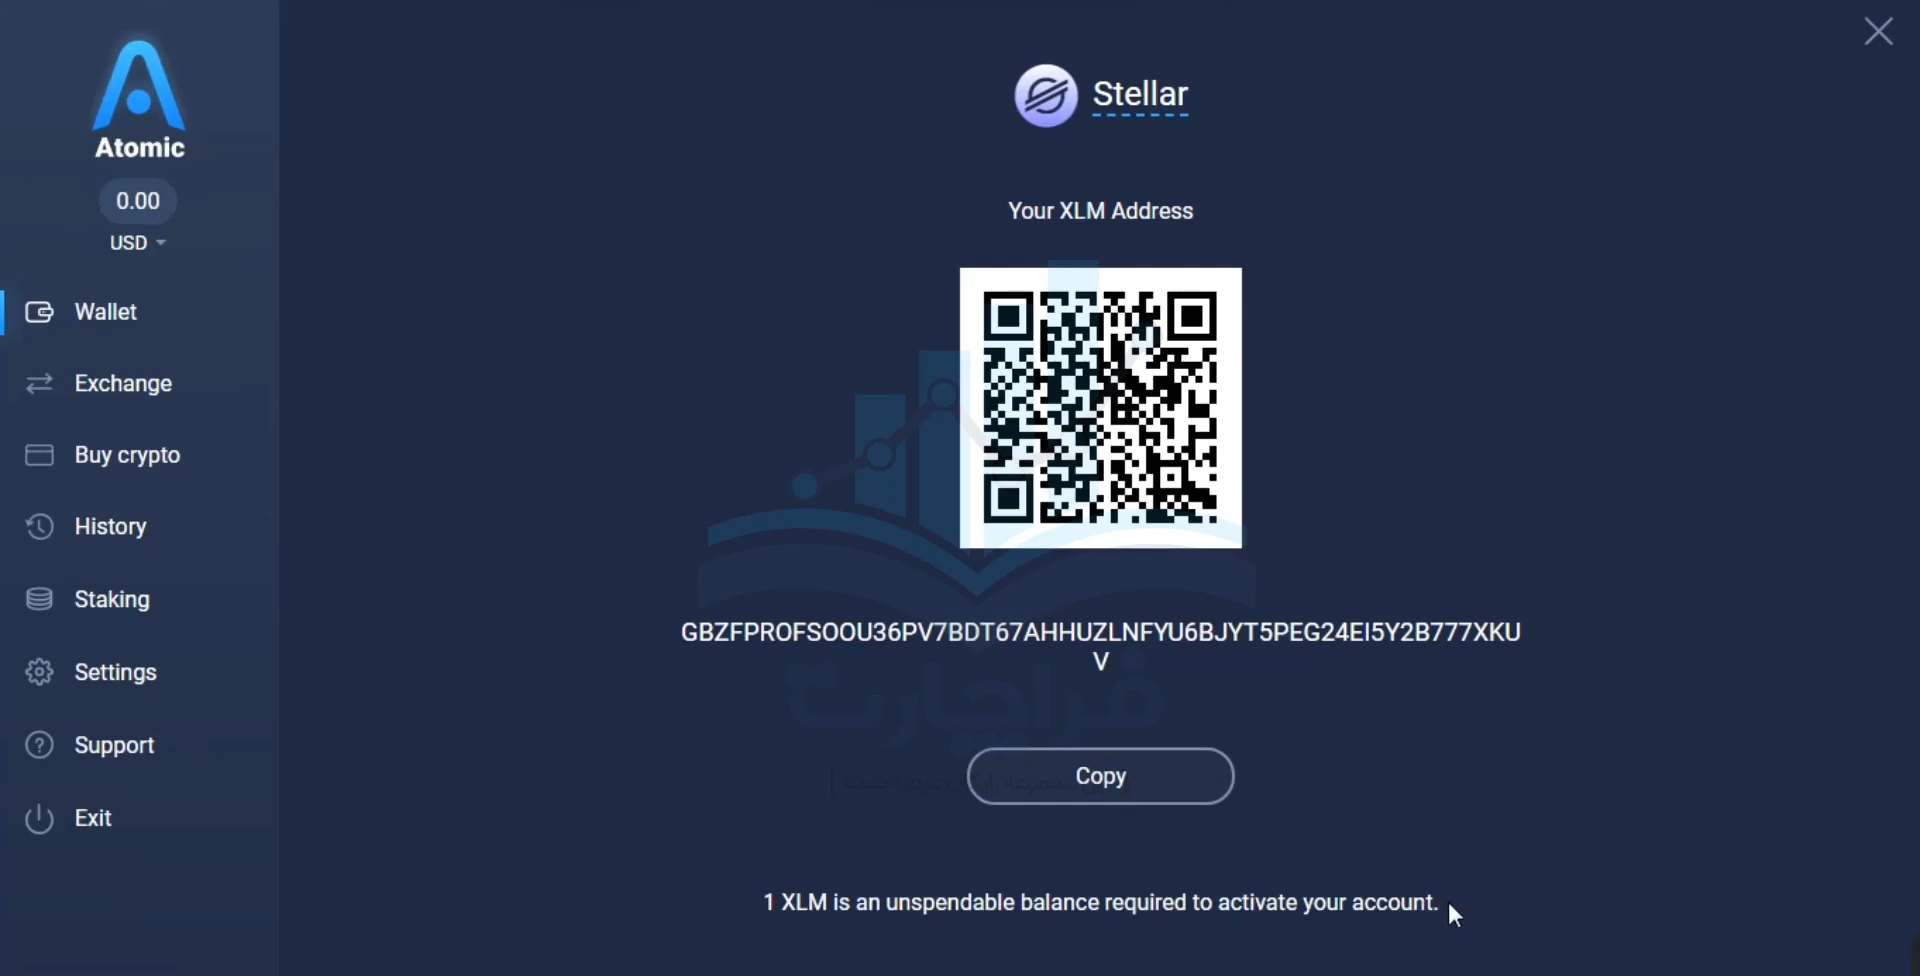 Atomic
0.00
USD
Wallet
Exchange
Buy crypto
History
Staking
Settings
Support
Exit
Stellar
Your XLM Address
GBZFPROFSOOU36PV7BDT67AHHUZLNFYU6BJYT5PEG24EI5Y2B777XKU
V
فراچارت
Copy
1 XLM is an unspendable balance required to activate your account.